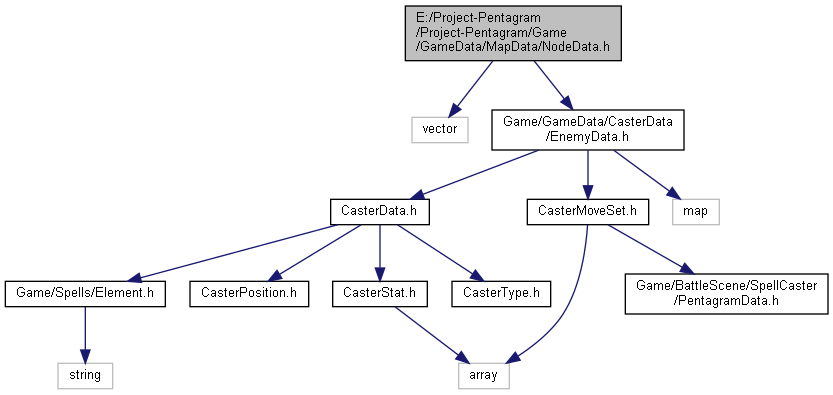 E:/Project-Pentagram
/Project-Pentagram/Game
/GameData/MapData/NodeData.h
vector
Game/GameData/CasterData
/EnemyData.h
CasterData.h
CasterMoveSet.h
map
Game/Spells/Element.h
CasterPosition.h
CasterStat.h
CasterType.h
Game/BattleScene/SpellCaster
/PentagramData.h
string
array